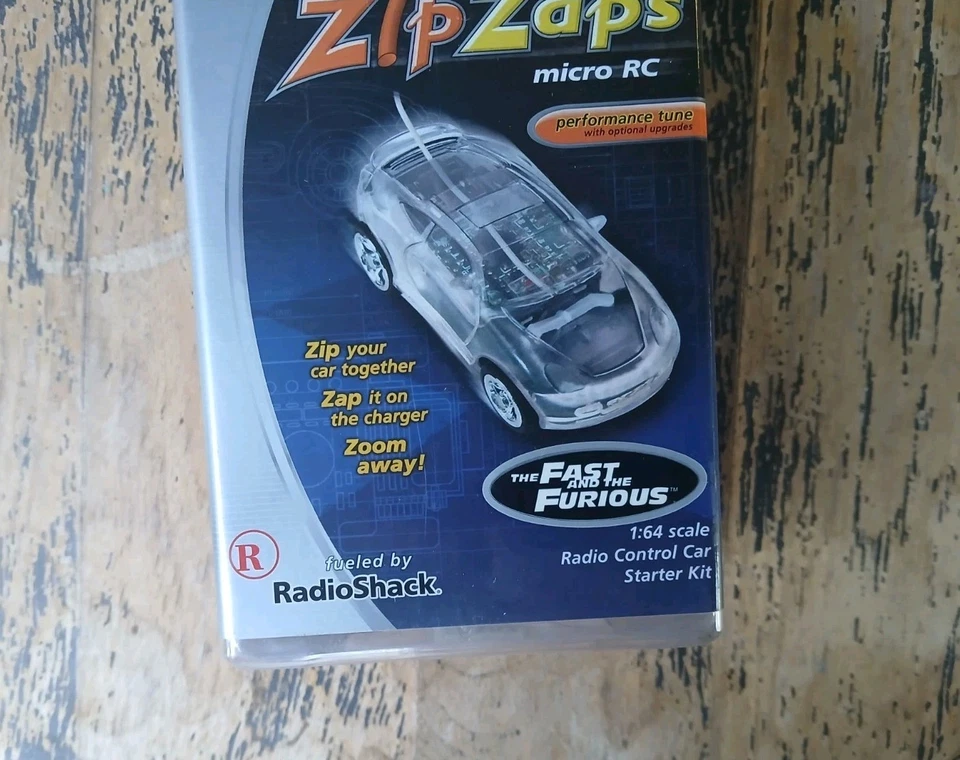 ZipZaps
micro RC
performance tune
with optional upgrades
Zip your
car together
Zap it on
the charger
Zoom
away!
THE FAST
AND THE
FURIOUS™
1:64 scale
Radio Control Car
Starter Kit
R
fueled by
RadioShack.